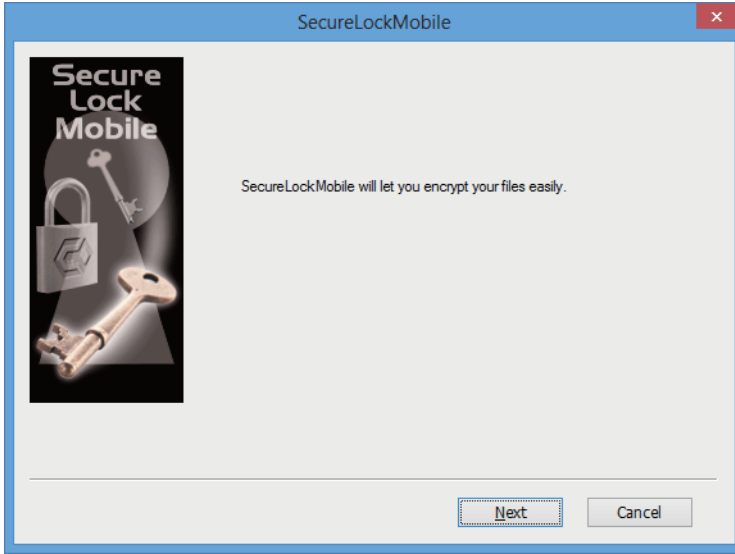 SecureLockMobile
Secure
Lock
Mobile
SecureLockMobile will let you encrypt your files easily.
Next
Cancel